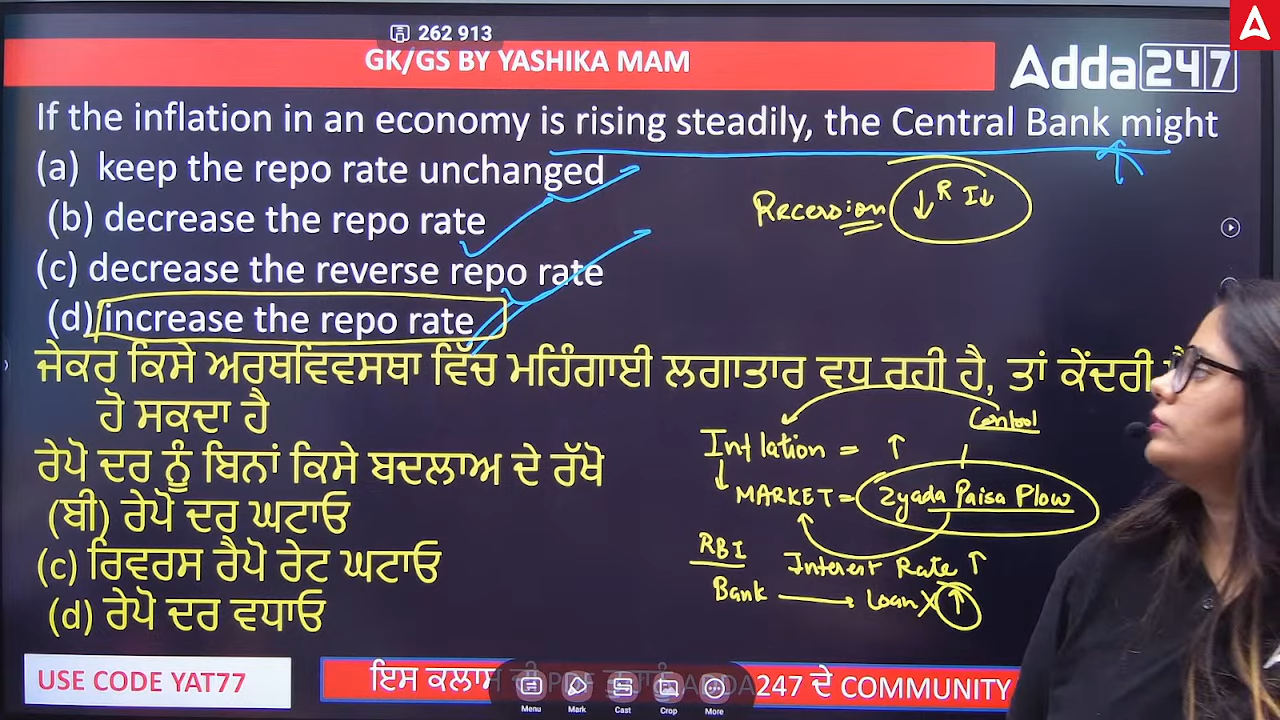 262 913
GK/GS BY YASHIKA MAM
Adda247
If the inflation in an economy is rising steadily, the Central Bank might
(a) keep the repo rate unchanged
(b) decrease the repo rate
(c) decrease the reverse repo rate
(d) increase the repo rate
Recession ↓ R I↓
ਜੇਕਰ ਕਿਸੇ ਅਰਥਵਿਵਸਥਾ ਵਿੱਚ ਮਹਿੰਗਾਈ ਲਗਾਤਾਰ ਵਧ ਰਹੀ ਹੈ, ਤਾਂ ਕੇਂਦਰੀ
ਹੋ ਸਕਦਾ ਹੈ
ਰੇਪੋ ਦਰ ਨੂੰ ਬਿਨਾਂ ਕਿਸੇ ਬਦਲਾਅ ਦੇ ਰੱਖੋ
(ਬੀ) ਰੇਪੋ ਦਰ ਘਟਾਓ
(c) ਰਿਵਰਸ ਰੈਪੋ ਰੇਟ ਘਟਾਓ
(d) ਰੇਪੋ ਦਰ ਵਧਾਓ
Control
Inflation = ↑
MARKET = Zyada Paisa Flow
RBI
Interest Rate ↑
Bank → Loan X ↑
USE CODE YAT77
ਇਸ ਕਲਾਸ ADDA247 ਦੇ COMMUNITY
Menu Mark Cast Crop More